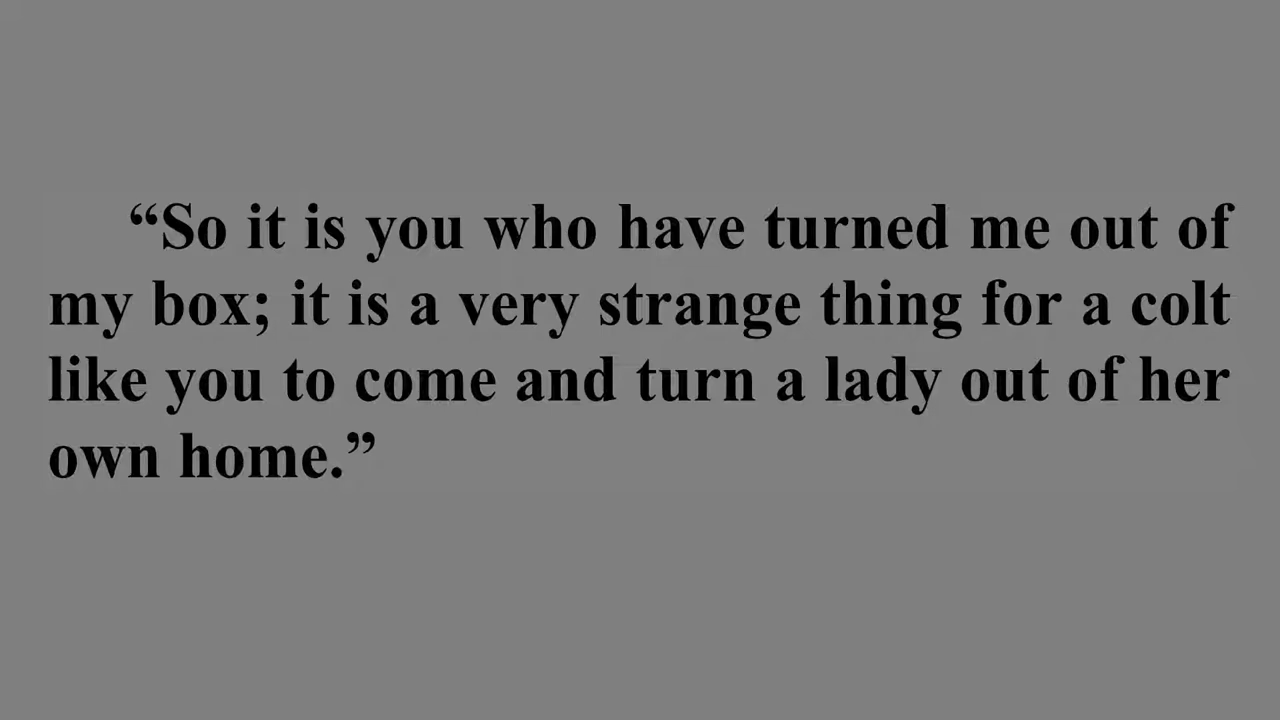 “So it is you who have turned me out of
my box; it is a very strange thing for a colt
like you to come and turn a lady out of her
own home.”